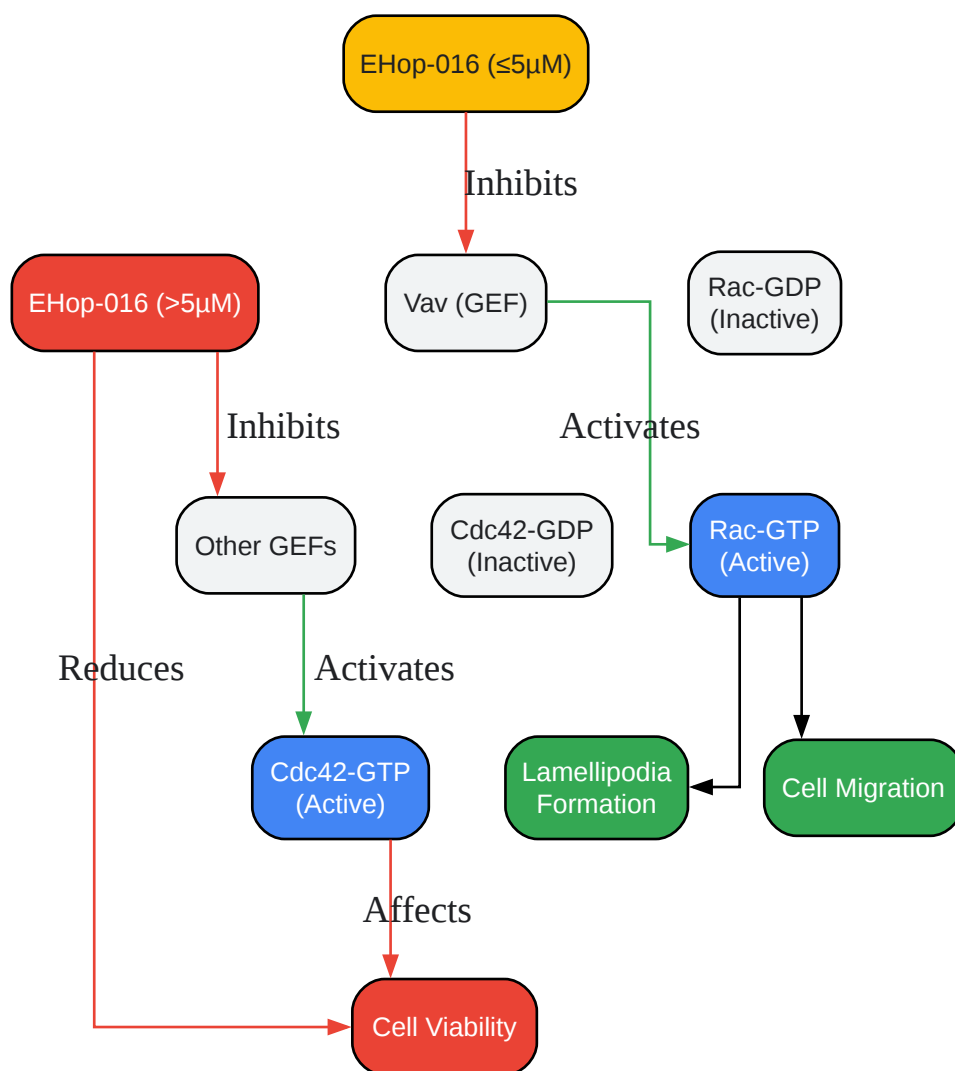 EHop-016 (≤5μM)
Inhibits
EHop-016 (>5μM)
Vav (GEF)
Rac-GDP
(Inactive)
Inhibits
Activates
Other GEFs
Cdc42-GDP
(Inactive)
Rac-GTP
(Active)
Reduces
Activates
Cdc42-GTP
(Active)
Lamellipodia
Formation
Cell Migration
Affects
Cell Viability